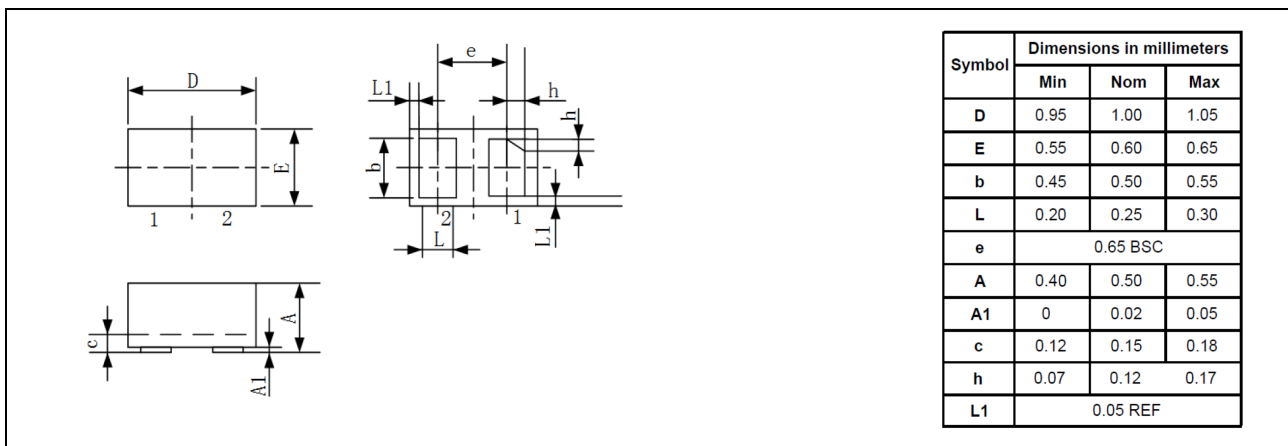 D
E
1 2
e
L1
h
h
b
2
1
L
L1
A
c
A1
Symbol Dimensions in millimeters
Min Nom Max
D 0.95 1.00 1.05
E 0.55 0.60 0.65
b 0.45 0.50 0.55
L 0.20 0.25 0.30
e 0.65 BSC
A 0.40 0.50 0.55
A1 0 0.02 0.05
c 0.12 0.15 0.18
h 0.07 0.12 0.17
L1 0.05 REF